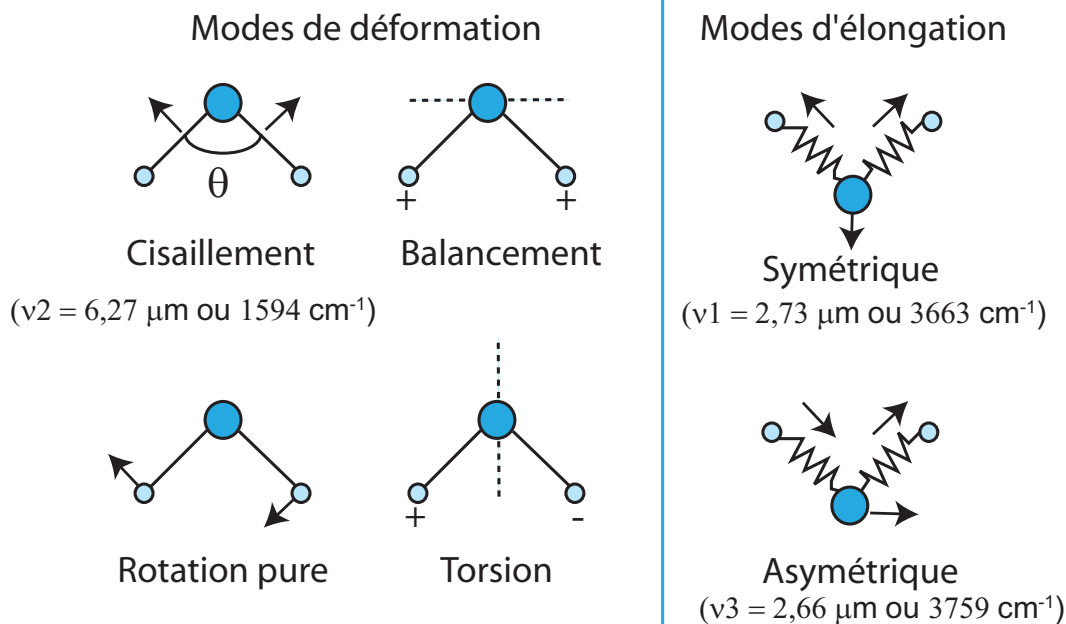 Modes de déformation
θ
+ +
Cisaillement
Balancement
(ν2 = 6,27 µm ou 1594 cm⁻¹)
+ -
Rotation pure
Torsion
Modes d'élongation
Symétrique
(ν1 = 2,73 µm ou 3663 cm⁻¹)
Asymétrique
(ν3 = 2,66 µm ou 3759 cm⁻¹)